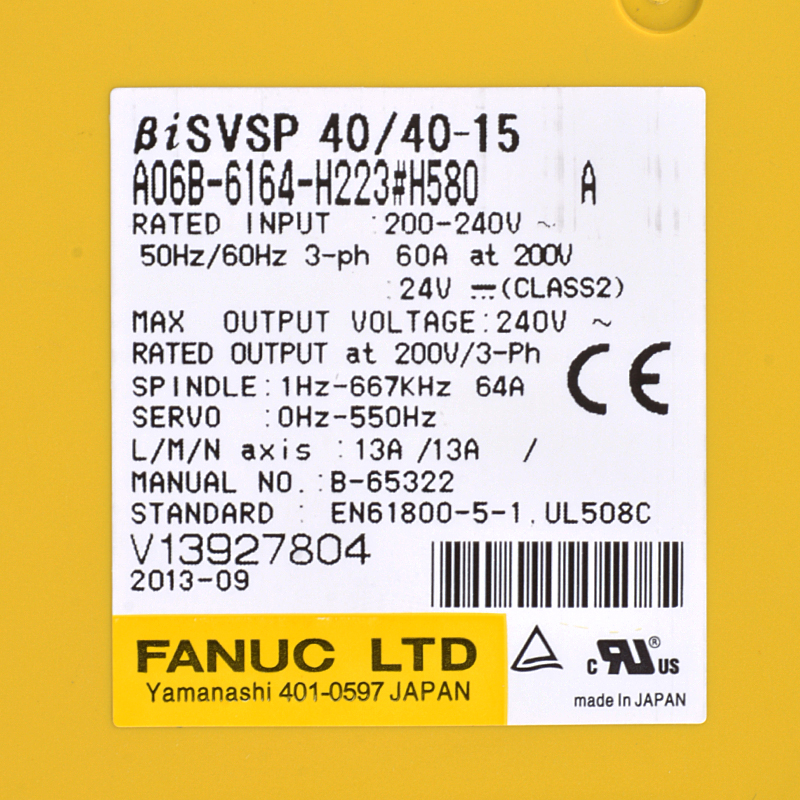 βiSVSP 40/40-15
A06B-6164-H223#H580 A
RATED INPUT :200-240V ~
50Hz/60Hz 3-ph 60A at 200V
:24V ⎓(CLASS2)
MAX OUTPUT VOLTAGE:240V ~
RATED OUTPUT at 200V/3-Ph
SPINDLE:1Hz-667KHz 64A
SERVO :0Hz-550Hz
L/M/N axis :13A /13A /
MANUAL NO.:B-65322
STANDARD : EN61800-5-1.UL508C
CE
V13927804
2013-09
FANUC LTD
Yamanashi 401-0597 JAPAN
c RU® US
made in JAPAN